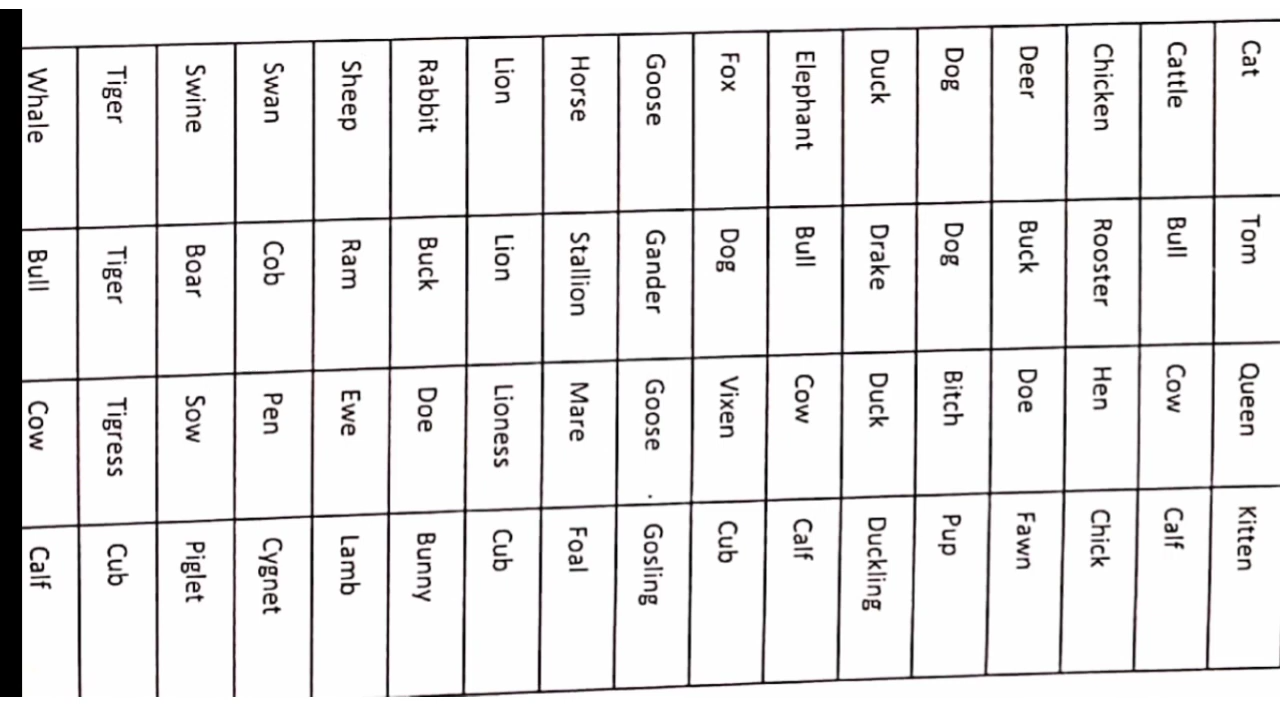 Cat Tom Queen Kitten
Cattle Bull Cow Calf
Chicken Rooster Hen Chick
Deer Buck Doe Fawn
Dog Dog Bitch Pup
Duck Drake Duck Duckling
Elephant Bull Cow Calf
Fox Dog Vixen Cub
Goose Gander Goose Gosling
Horse Stallion Mare Foal
Lion Lion Lioness Cub
Rabbit Buck Doe Bunny
Sheep Ram Ewe Lamb
Swan Cob Pen Cygnet
Swine Boar Sow Piglet
Tiger Tiger Tigress Cub
Whale Bull Cow Calf